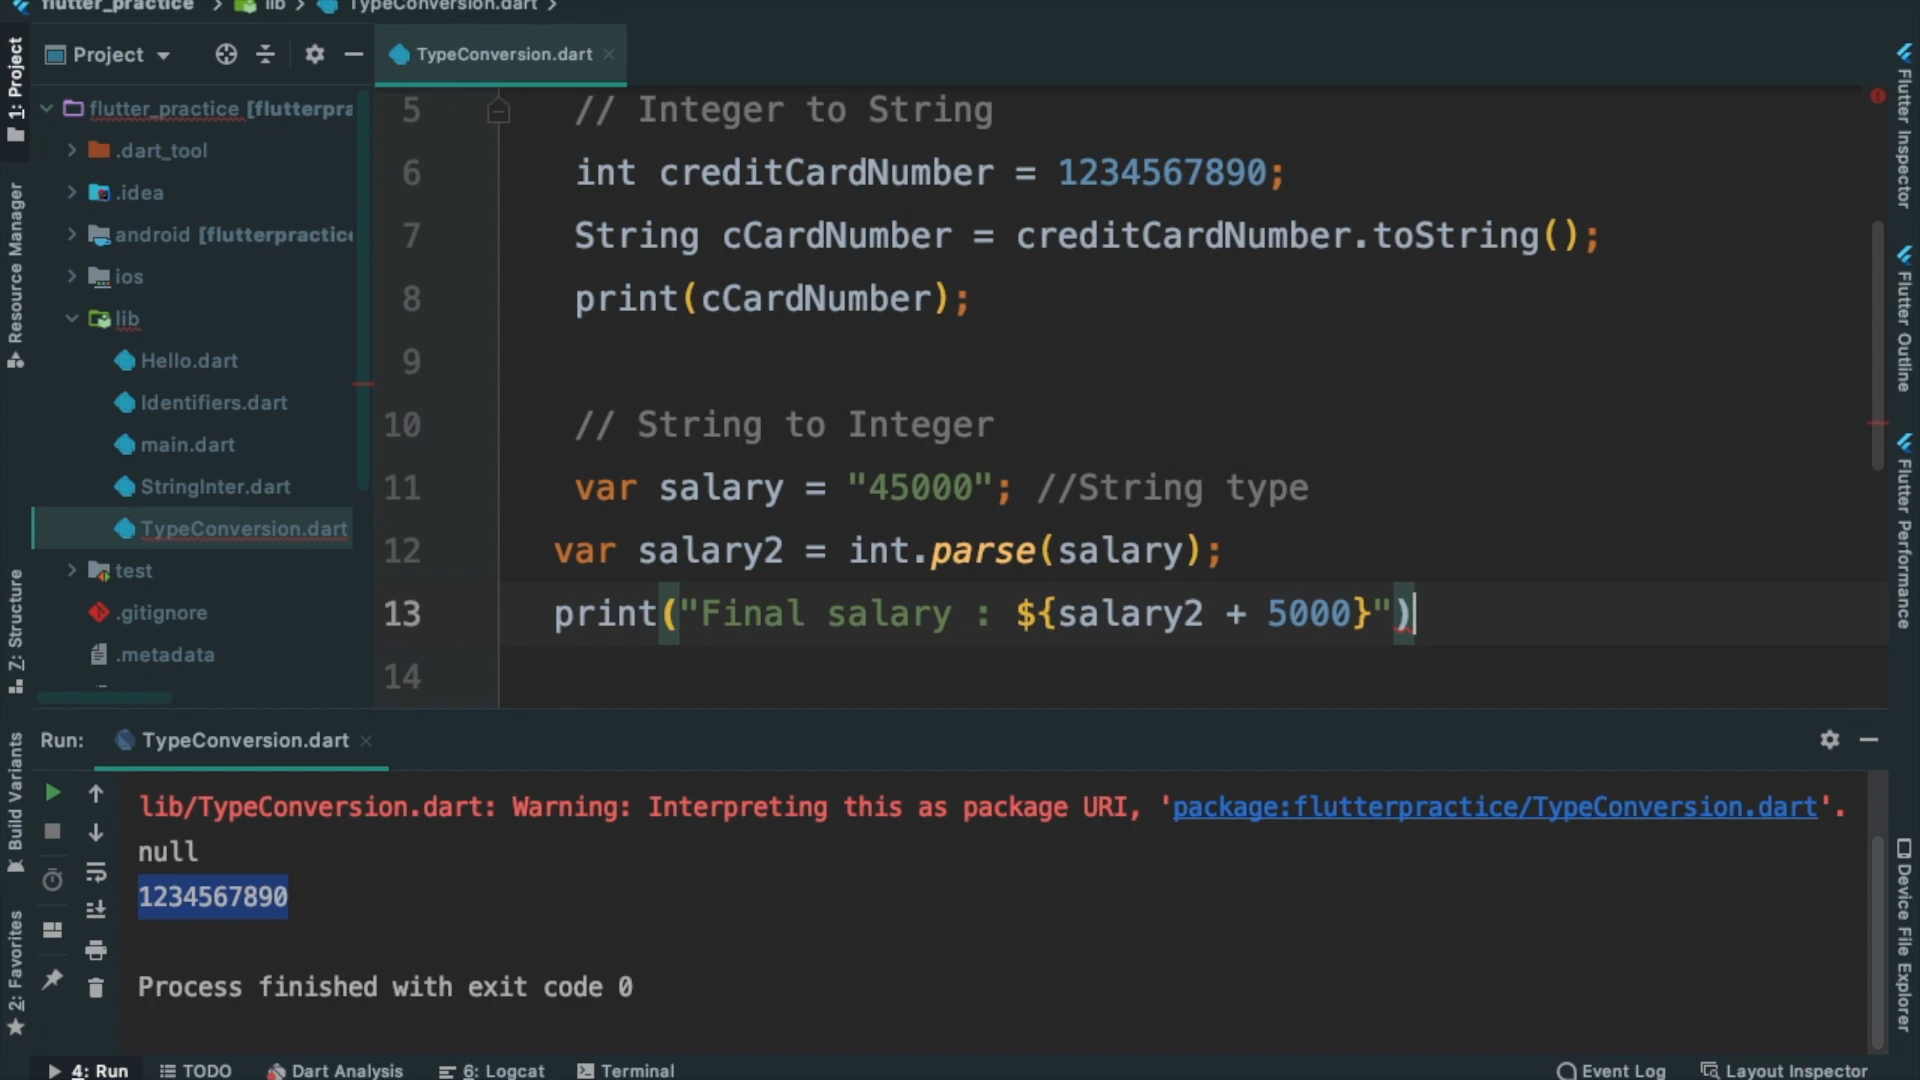 flutter_practice > lib > TypeConversion.dart >
Project
TypeConversion.dart
flutter_practice [flutterpra
.dart_tool
.idea
android [flutterpractic
ios
lib
Hello.dart
Identifiers.dart
main.dart
StringInter.dart
TypeConversion.dart
test
.gitignore
.metadata
5 // Integer to String
6 int creditCardNumber = 1234567890;
7 String cCardNumber = creditCardNumber.toString();
8 print(cCardNumber);
9
10 // String to Integer
11 var salary = "45000"; //String type
12 var salary2 = int.parse(salary);
13 print("Final salary : ${salary2 + 5000}")
14
1: Project
Resource Manager
Z: Structure
Build Variants
2: Favorites
Flutter Inspector
Flutter Outline
Flutter Performance
Device File Explorer
Run: TypeConversion.dart
lib/TypeConversion.dart: Warning: Interpreting this as package URI, 'package:flutterpractice/TypeConversion.dart'.
null
1234567890
Process finished with exit code 0
4: Run TODO Dart Analysis 6: Logcat Terminal Event Log Layout Inspector